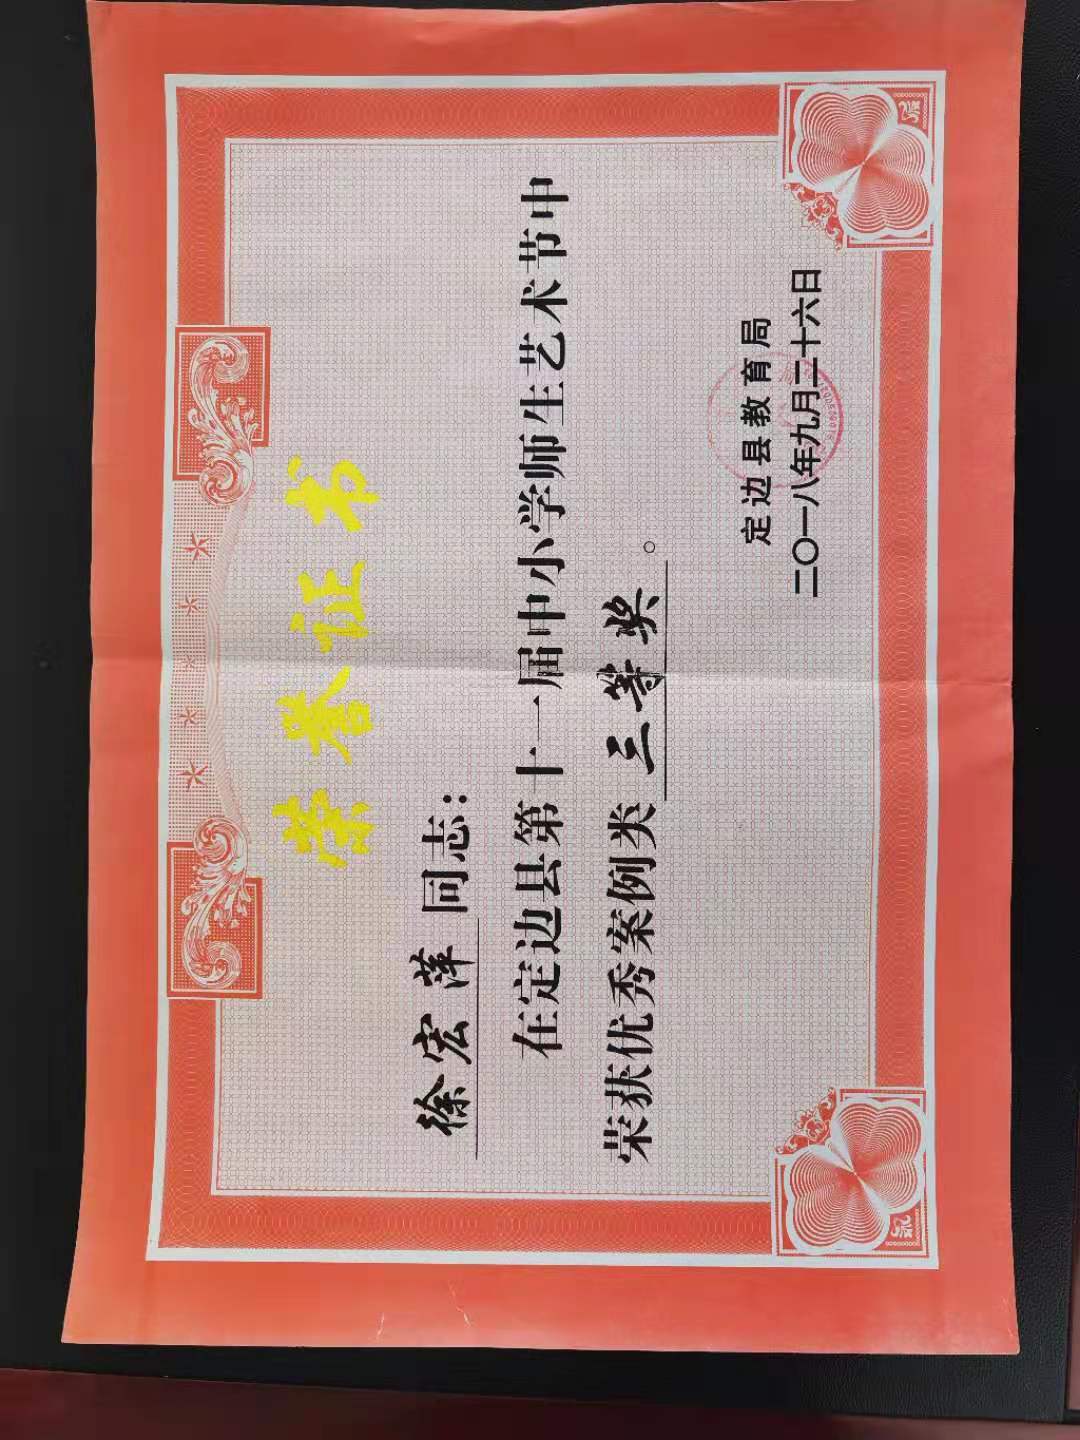 荣誉证书
徐宏萍 同志：
在定边县第十一届中小学师生艺术节中
荣获优秀案例类 三等奖 。
定边县教育局
二〇一八年九月二十六日